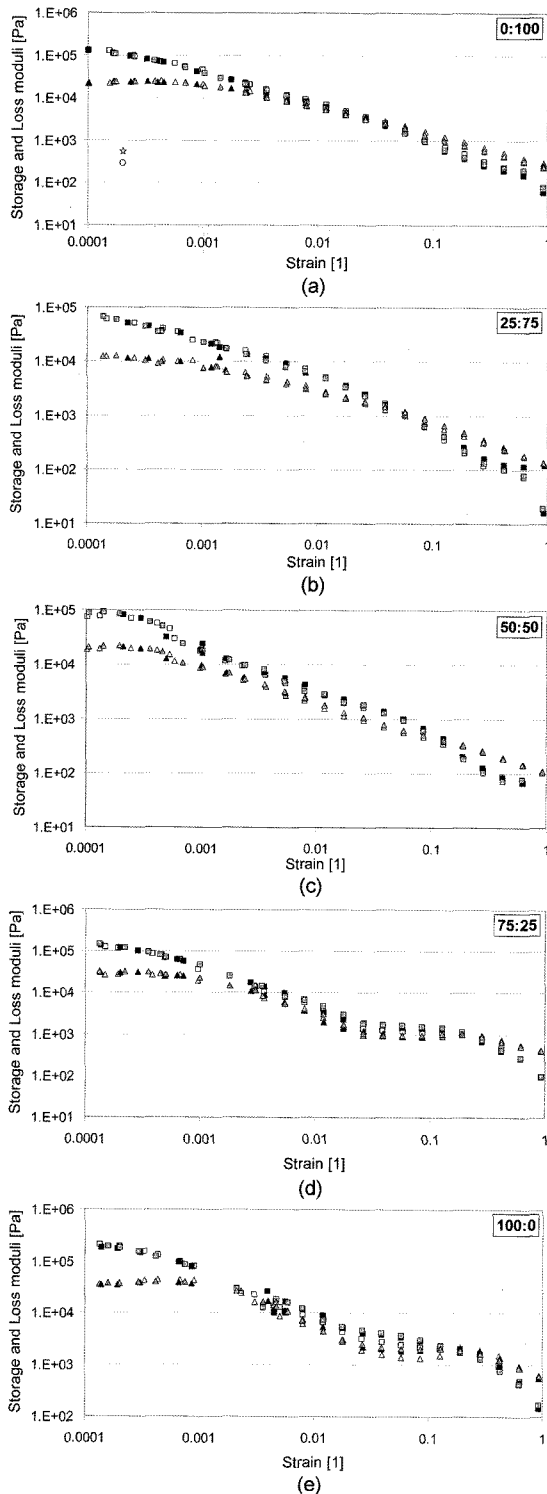 0:100
Storage and Loss moduli [Pa]
1.E+06
1.E+05
1.E+04
1.E+03
1.E+02
1.E+01
0.0001
0.001
0.01
0.1
1
Strain [1]
(a)
25:75
Storage and Loss moduli [Pa]
1.E+05
1.E+04
1.E+03
1.E+02
1.E+01
0.0001
0.001
0.01
0.1
1
Strain [1]
(b)
50:50
Storage and Loss moduli [Pa]
1.E+05
1.E+04
1.E+03
1.E+02
1.E+01
0.0001
0.001
0.01
0.1
1
Strain [1]
(c)
75:25
Storage and Loss moduli [Pa]
1.E+06
1.E+05
1.E+04
1.E+03
1.E+02
1.E+01
0.0001
0.001
0.01
0.1
1
Strain [1]
(d)
100:0
Storage and Loss moduli [Pa]
1.E+06
1.E+05
1.E+04
1.E+03
1.E+02
0.0001
0.001
0.01
0.1
1
Strain [1]
(e)